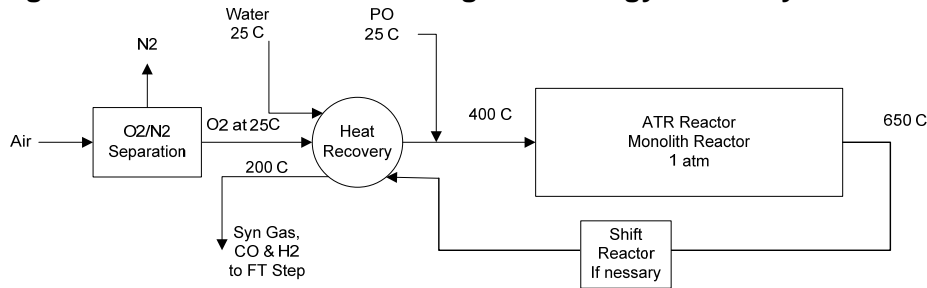 Water
25 C
PO
25 C
N2
Air
O2/N2
Separation
O2 at 25C
Heat
Recovery
400 C
ATR Reactor
Monolith Reactor
1 atm
650 C
200 C
Syn Gas,
CO & H2
to FT Step
Shift
Reactor
If nessary